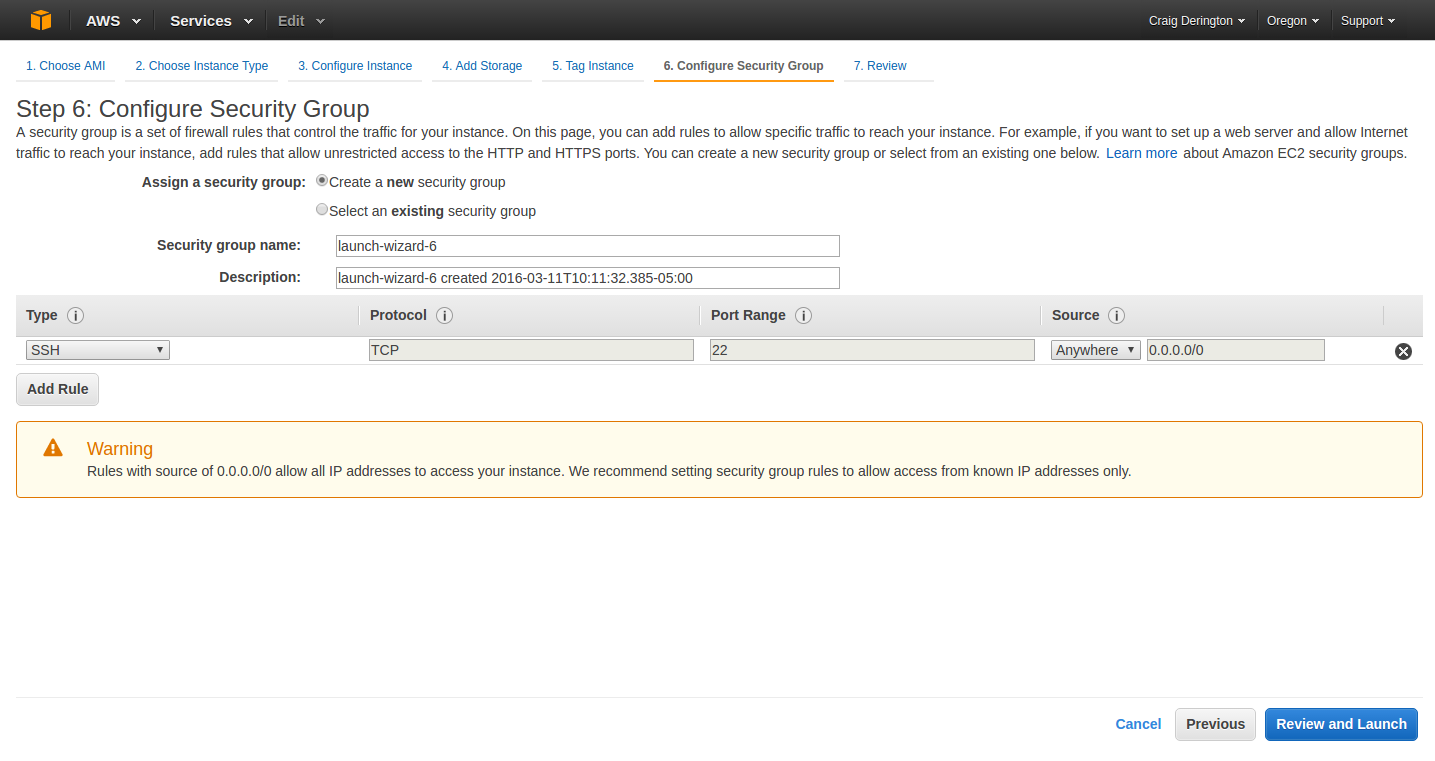 AWS Services Edit Craig Derington Oregon Support
1. Choose AMI 2. Choose Instance Type 3. Configure Instance 4. Add Storage 5. Tag Instance 6. Configure Security Group 7. Review
Step 6: Configure Security Group
A security group is a set of firewall rules that control the traffic for your instance. On this page, you can add rules to allow specific traffic to reach your instance. For example, if you want to set up a web server and allow Internet
traffic to reach your instance, add rules that allow unrestricted access to the HTTP and HTTPS ports. You can create a new security group or select from an existing one below. Learn more about Amazon EC2 security groups.
Assign a security group: Create a new security group
Select an existing security group
Security group name: launch-wizard-6
Description: launch-wizard-6 created 2016-03-11T10:11:32.385-05:00
Type i Protocol i Port Range i Source i
SSH TCP 22 Anywhere 0.0.0.0/0
Add Rule
Warning
Rules with source of 0.0.0.0/0 allow all IP addresses to access your instance. We recommend setting security group rules to allow access from known IP addresses only.
Cancel Previous Review and Launch